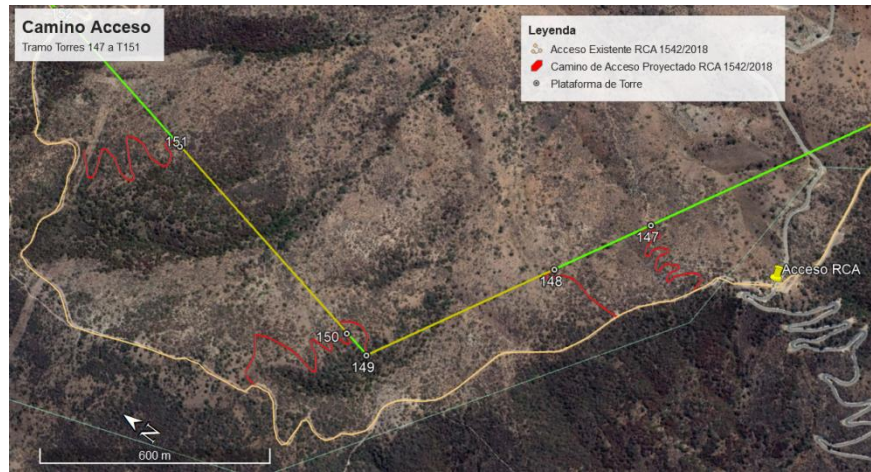 Camino Acceso
Tramo Torres 147 a T151
Leyenda
Acceso Existente RCA 1542/2018
Camino de Acceso Proyectado RCA 1542/2018
Plataforma de Torre
151
147
Acceso RCA
148
150
149
N
600 m